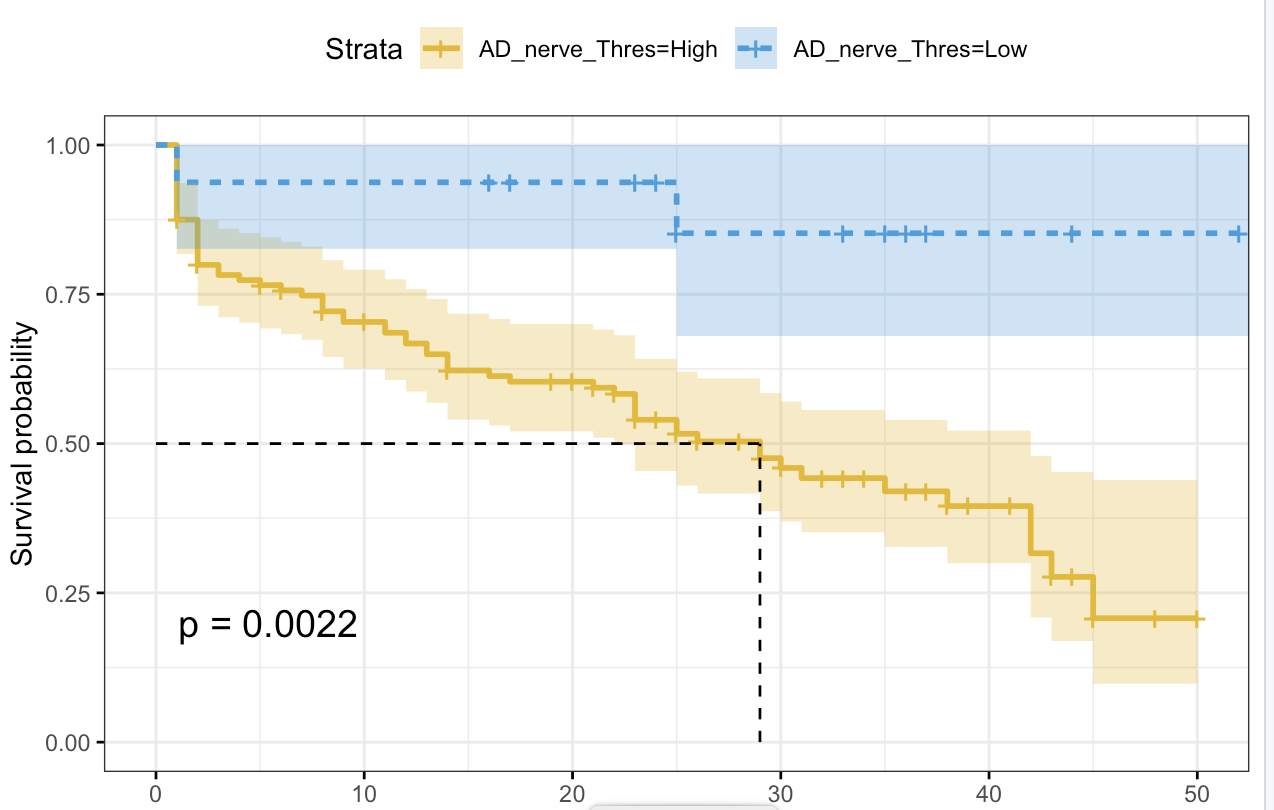 Strata AD_nerve_Thres=High AD_nerve_Thres=Low
1.00
0.75
0.50
0.25
0.00
Survival probability
p = 0.0022
0 10 20 30 40 50